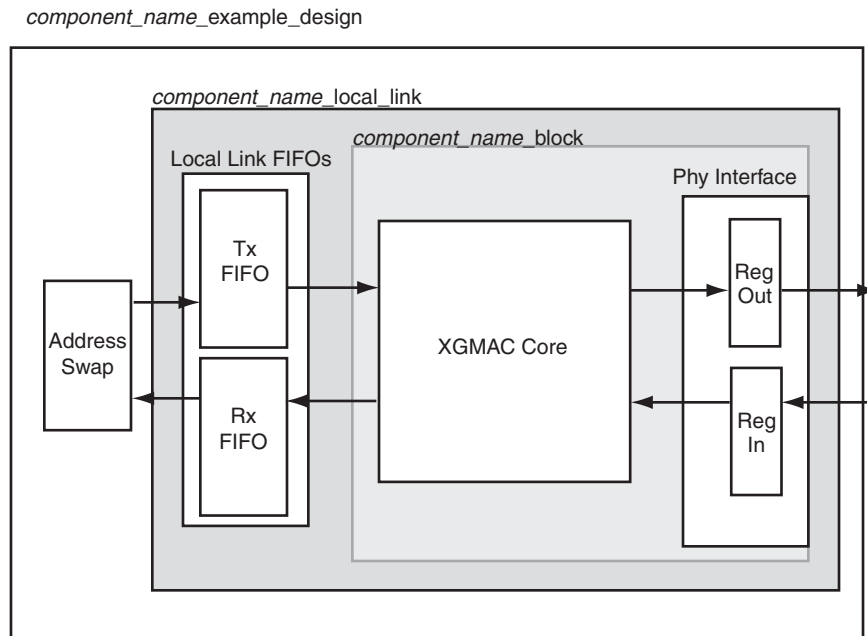 component_name_example_design
component_name_local_link
component_name_block
Local Link FIFOs
Phy Interface
Tx
FIFO
Reg
Out
Address
Swap
XGMAC Core
Rx
FIFO
Reg
In